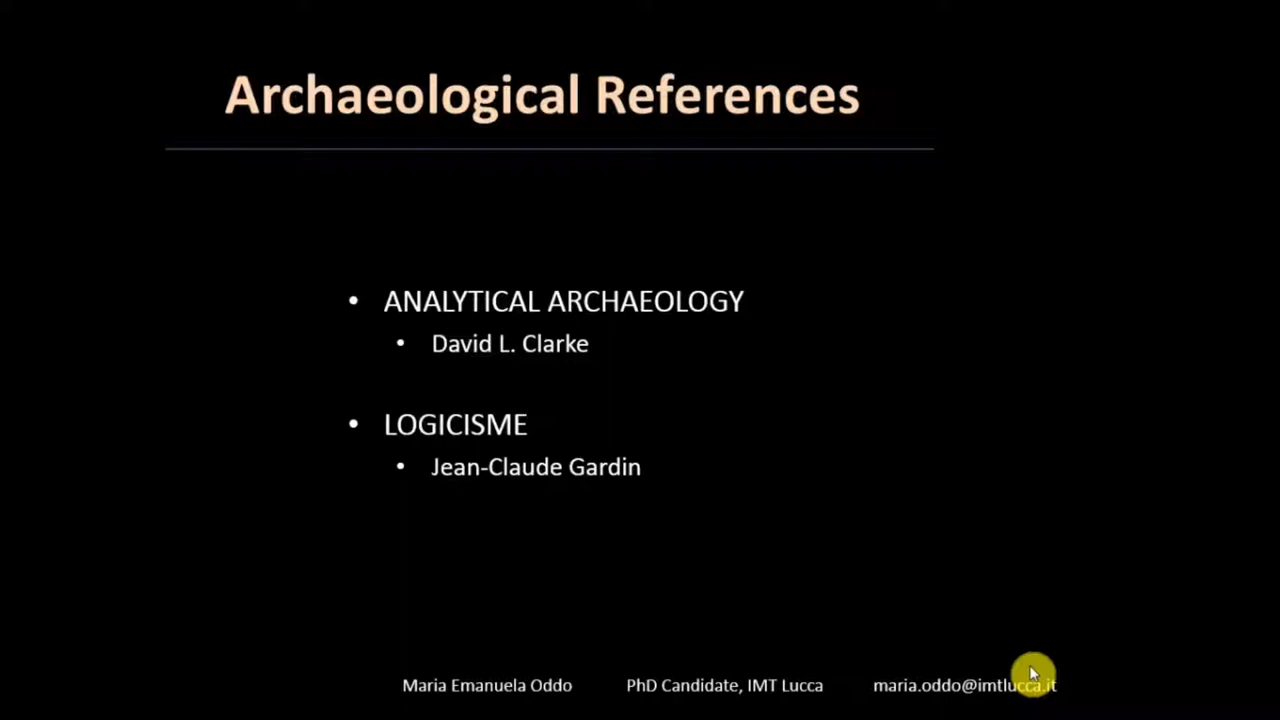 Archaeological References
• ANALYTICAL ARCHAEOLOGY
• David L. Clarke
• LOGICISME
• Jean-Claude Gardin
Maria Emanuela Oddo PhD Candidate, IMT Lucca maria.oddo@imtlucca.it